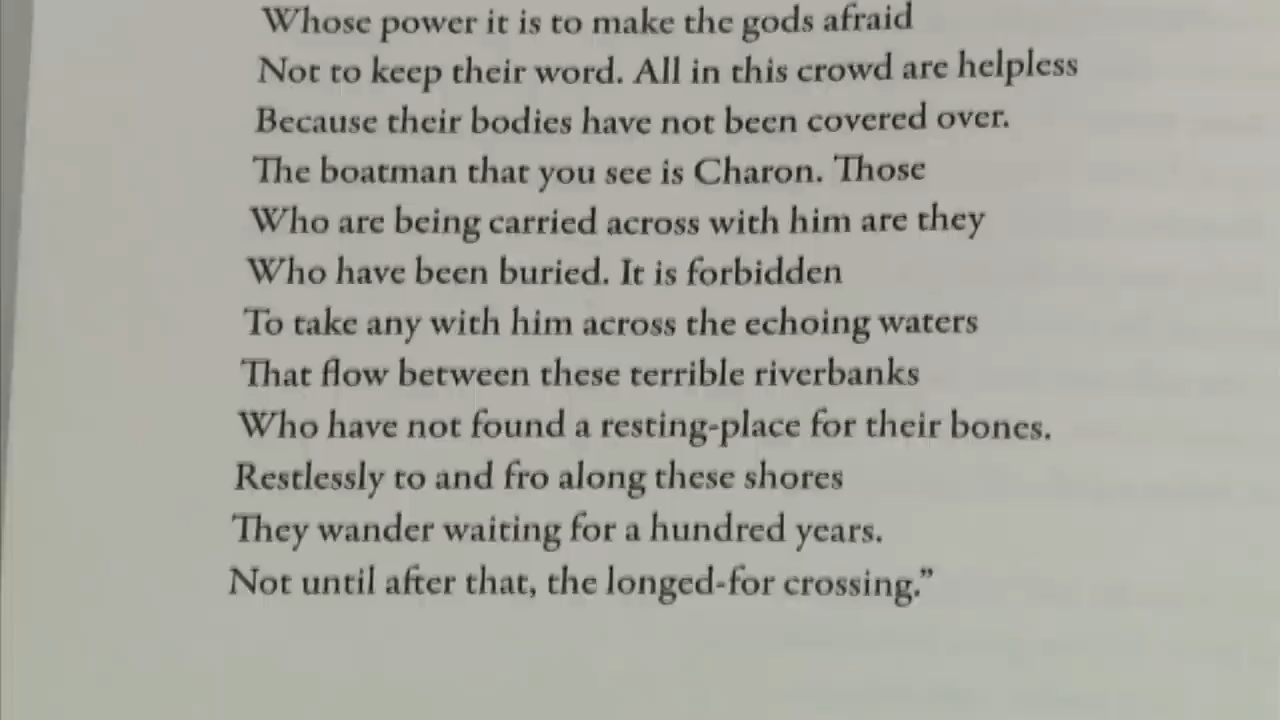 Whose power it is to make the gods afraid
Not to keep their word. All in this crowd are helpless
Because their bodies have not been covered over.
The boatman that you see is Charon. Those
Who are being carried across with him are they
Who have been buried. It is forbidden
To take any with him across the echoing waters
That flow between these terrible riverbanks
Who have not found a resting-place for their bones.
Restlessly to and fro along these shores
They wander waiting for a hundred years.
Not until after that, the longed-for crossing.”